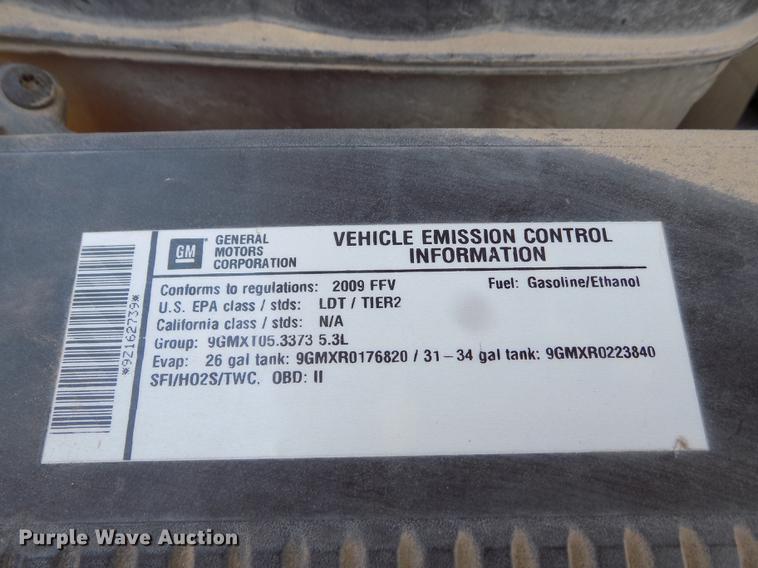 GM
GENERAL MOTORS CORPORATION
VEHICLE EMISSION CONTROL INFORMATION
Conforms to regulations: 2009 FFV Fuel: Gasoline/Ethanol
U.S. EPA class / stds: LDT / TIER2
California class / stds: N/A
Group: 9GMXT05.3373 5.3L
Evap: 26 gal tank: 9GMXR0176820 / 31-34 gal tank: 9GMXR0223840
SFI/HO2S/TWC. OBD: II
*9Z162739*
Purple Wave Auction